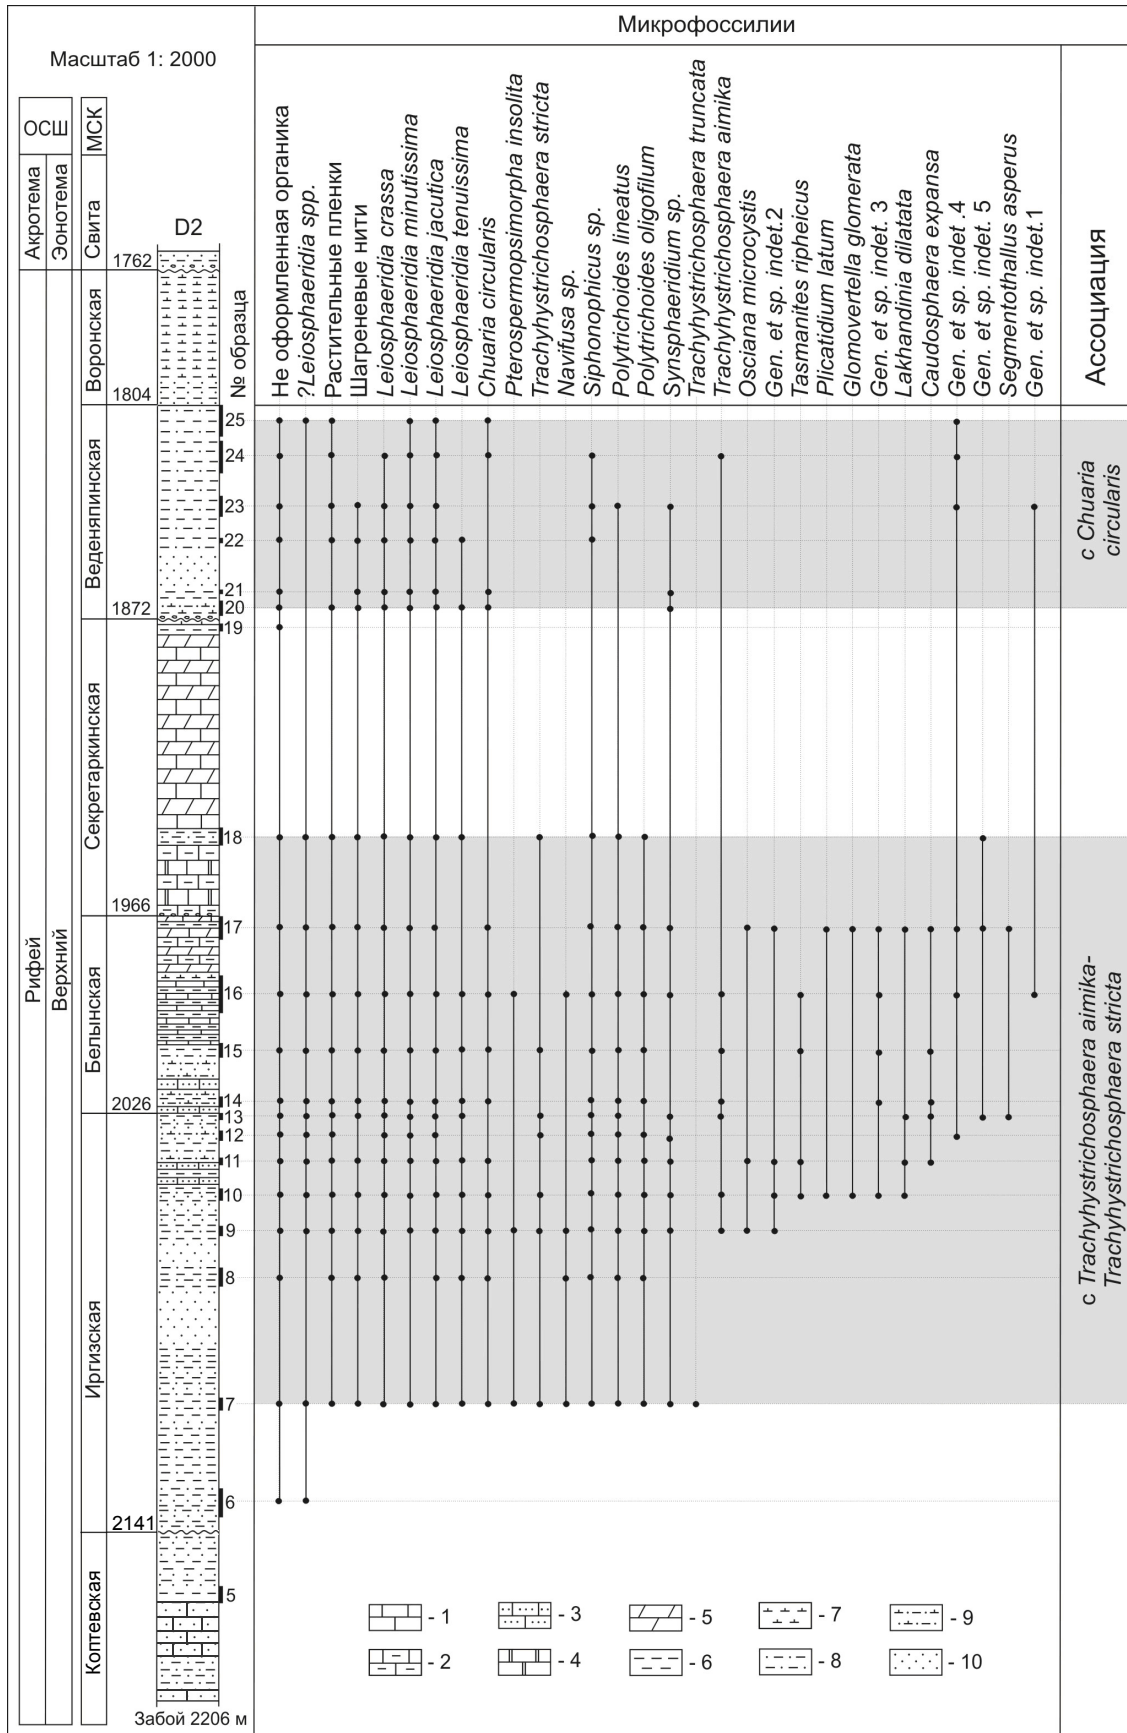 Микрофоссилии
Масштаб 1: 2000
ОСШ
МСК
Акротема
Эонотема
Свита
D2
№ образца
Не оформленная органика
?Leiosphaeridia spp.
Растительные пленки
Шагреневые нити
Leiosphaeridia crassa
Leiosphaeridia minutissima
Leiosphaeridia jacutica
Leiosphaeridia tenuissima
Chuaria circularis
Pterospermopsimorpha insolita
Trachyhystrichosphaera stricta
Navifusa sp.
Siphonophicus sp.
Polytrichoides lineatus
Polytrichoides oligofilum
Synsphaeridium sp.
Trachyhystrichosphaera truncata
Trachyhystrichosphaera aimika
Osciana microcystis
Gen. et sp. indet.2
Tasmanites ripheicus
Plicatidium latum
Glomovertella glomerata
Gen. et sp. indet. 3
Lakhandinia dilatata
Caudosphaera expansa
Gen. et sp. indet .4
Gen. et sp. indet. 5
Segmentothallus asperus
Gen. et sp. indet.1
Ассоциация
Рифей
Верхний
1762
Воронская
1804
Веденяпинская
25
24
23
22
21
20
с Chuaria
circularis
1872
19
Секретаркинская
18
1966
17
Белынская
16
15
14
2026
13
12
11
10
9
8
7
6
с Trachyhystrichosphaera aimika-
Trachyhystrichosphaera stricta
Иргизская
2141
5
Коптевская
Забой 2206 м
- 1
- 3
- 5
- 7
- 9
- 2
- 4
- 6
- 8
- 10